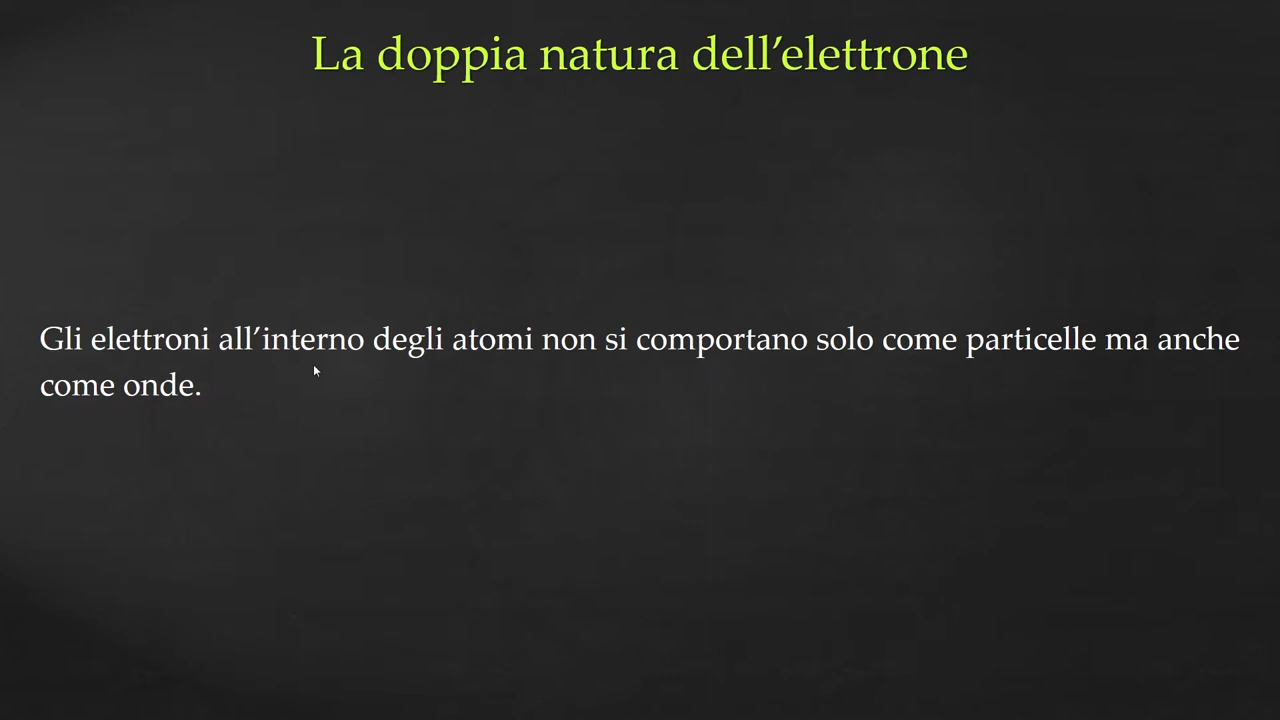 La doppia natura dell’elettrone
Gli elettroni all’interno degli atomi non si comportano solo come particelle ma anche
come onde.